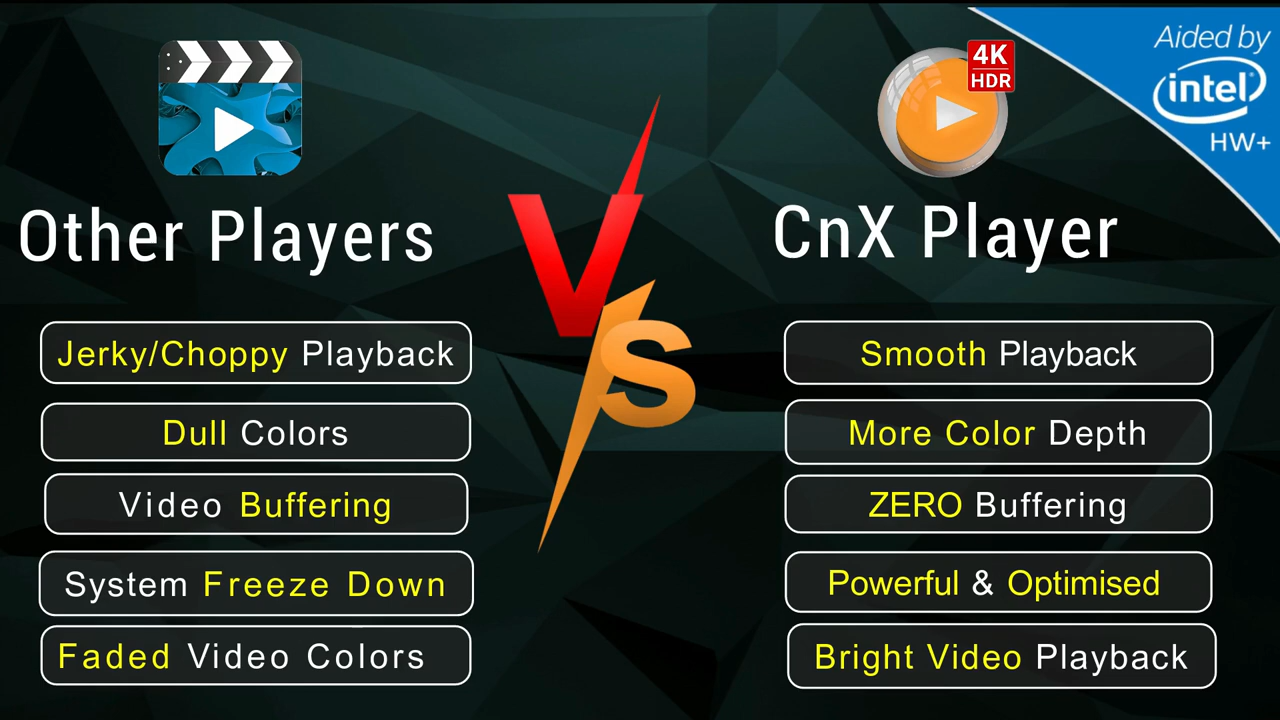 Aided by
intel
HW+
4K
HDR
Other Players
VS
CnX Player
Jerky/Choppy Playback
Smooth Playback
Dull Colors
More Color Depth
Video Buffering
ZERO Buffering
System Freeze Down
Powerful & Optimised
Faded Video Colors
Bright Video Playback